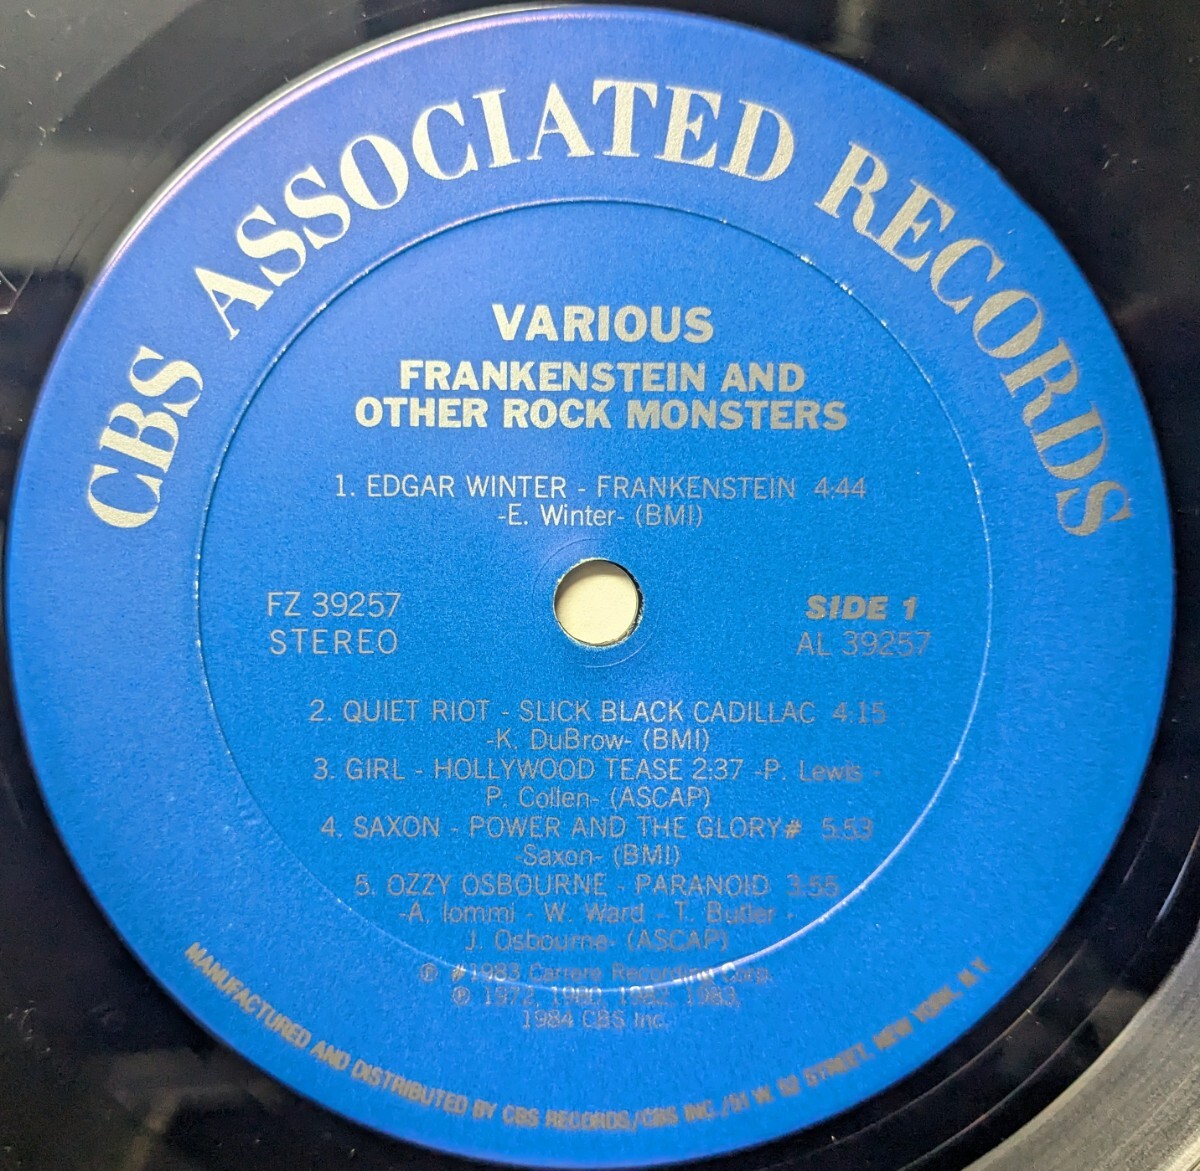 CBS ASSOCIATED RECORDS
VARIOUS
FRANKENSTEIN AND
OTHER ROCK MONSTERS
1. EDGAR WINTER - FRANKENSTEIN 4:44
-E. Winter- (BMI)
FZ 39257
STEREO
SIDE 1
AL 39257
2. QUIET RIOT - SLICK BLACK CADILLAC 4:15
-K. DuBrow- (BMI)
3. GIRL - HOLLYWOOD TEASE 2:37 -P. Lewis -
P. Collen- (ASCAP)
4. SAXON - POWER AND THE GLORY# 5:53
-Saxon- (BMI)
5. OZZY OSBOURNE - PARANOID 3:55
-A. Iommi - W. Ward - T. Butler -
J. Osbourne- (ASCAP)
℗ #1983 Carrere Recording Corp.
℗ 1972, 1980, 1982, 1983,
1984 CBS Inc.
MANUFACTURED AND DISTRIBUTED BY CBS RECORDS/CBS INC./51 W. 52 STREET, NEW YORK, N.Y.